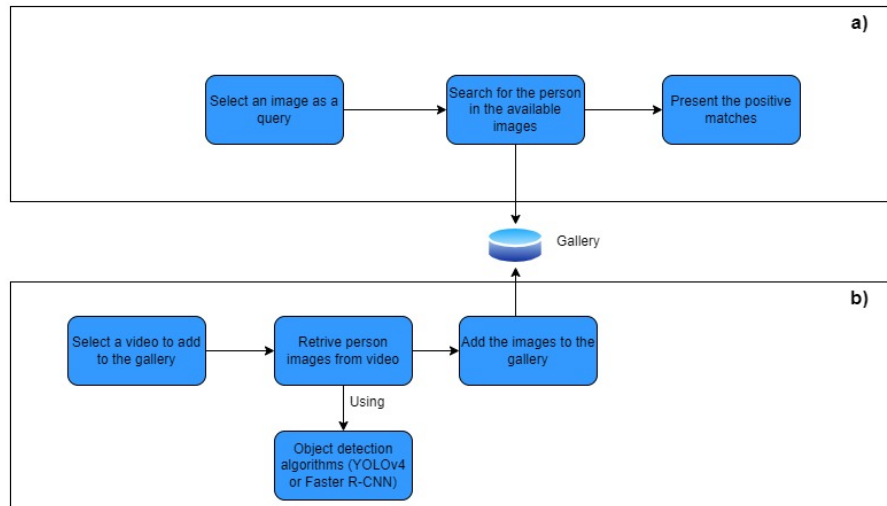 a)
Select an image as a
query
Search for the person
in the available
images
Present the positive
matches
Gallery
b)
Select a video to add
to the gallery
Retrive person
images from video
Add the images to the
gallery
Using
Object detection
algorithms (YOLOv4
or Faster R-CNN)